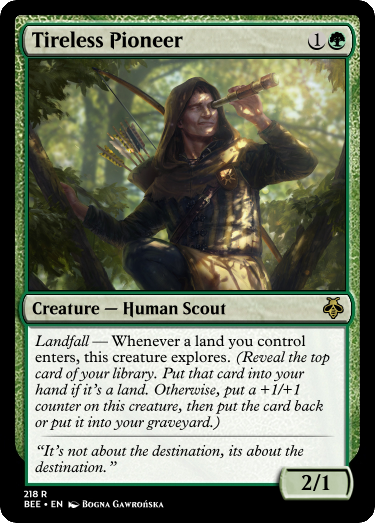 Tireless Pioneer 1
Creature — Human Scout
Landfall — Whenever a land you control
enters, this creature explores. (Reveal the top
card of your library. Put that card into your
hand if it's a land. Otherwise, put a +1/+1
counter on this creature, then put the card back
or put it into your graveyard.)
“It's not about the destination, its about the
destination.”
2/1
218 R
BEE • EN Bogna Gawrońska